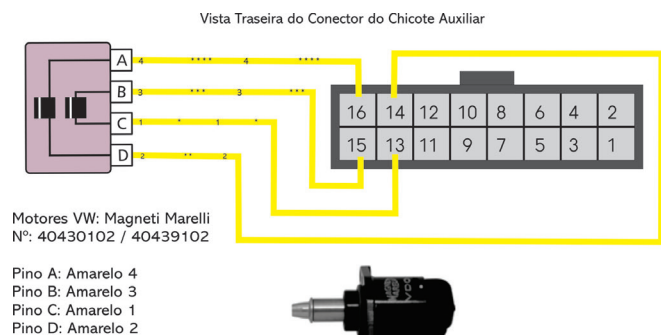 Vista Traseira do Conector do Chicote Auxiliar
A 4 **** 4 ****
B 3 *** 3 ***
C 1 * 1 *
D 2 ** 2
16 14 12 10 8 6 4 2
15 13 11 9 7 5 3 1
Motores VW: Magneti Marelli
Nº: 40430102 / 40439102
Pino A: Amarelo 4
Pino B: Amarelo 3
Pino C: Amarelo 1
Pino D: Amarelo 2